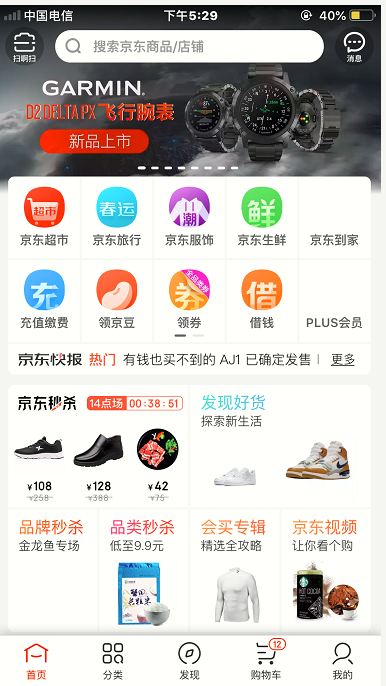 中国电信 下午5:29 40%
扫啊扫 搜索京东商品/店铺 消息
GARMIN
D2 DELTA PX 飞行腕表
新品上市
超市 春运 潮 鲜
京东超市 京东旅行 京东服饰 京东生鲜 京东到家
充 领 全品类券 券 借
充值缴费 领京豆 领券 借钱 PLUS会员
京东快报 热门 有钱也买不到的 AJ1 已确定发售 | 更多
京东秒杀 14点场 00:38:51
¥108 ¥128 ¥42
¥258 ¥388 ¥75
发现好货
探索新生活
品牌秒杀 品类秒杀 会买专辑 京东视频
金龙鱼专场 低至9.9元 精选全攻略 让你看个购
蟹田
HOT COCOA
12
首页 分类 发现 购物车 我的